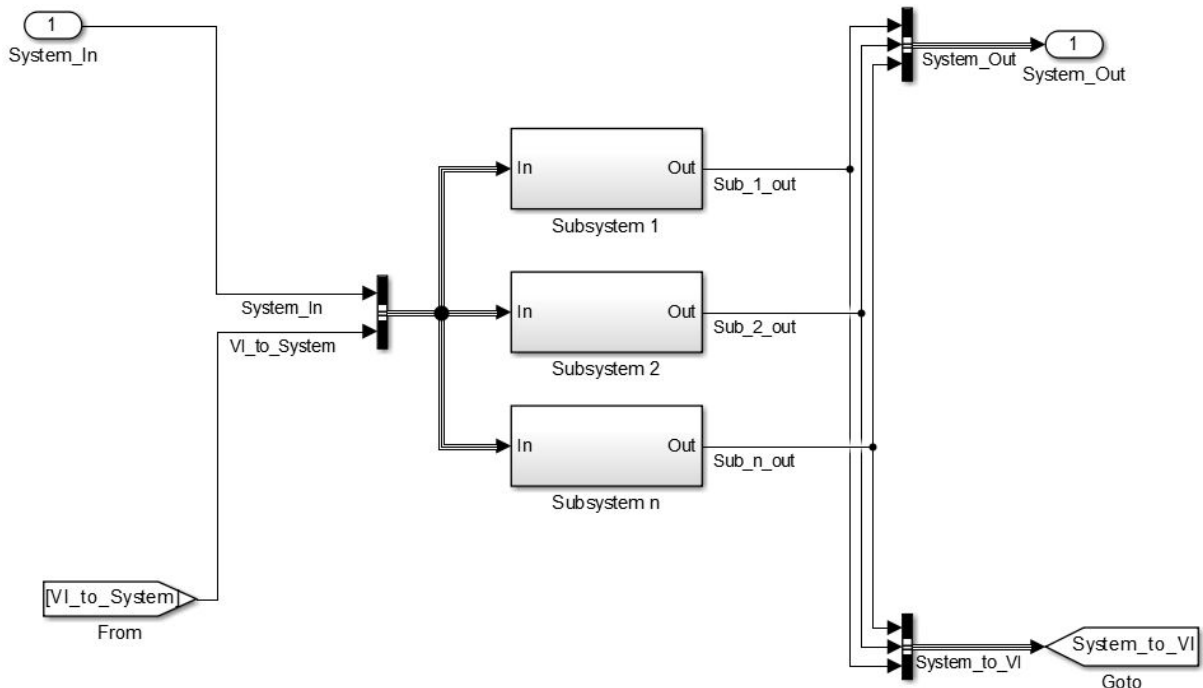 1
System_In
System_Out
1
System_Out
In
Out
Sub_1_out
Subsystem 1
System_In
VI_to_System
In
Out
Sub_2_out
Subsystem 2
In
Out
Sub_n_out
Subsystem n
[VI_to_System]
From
System_to_VI
System_to_VI
Goto